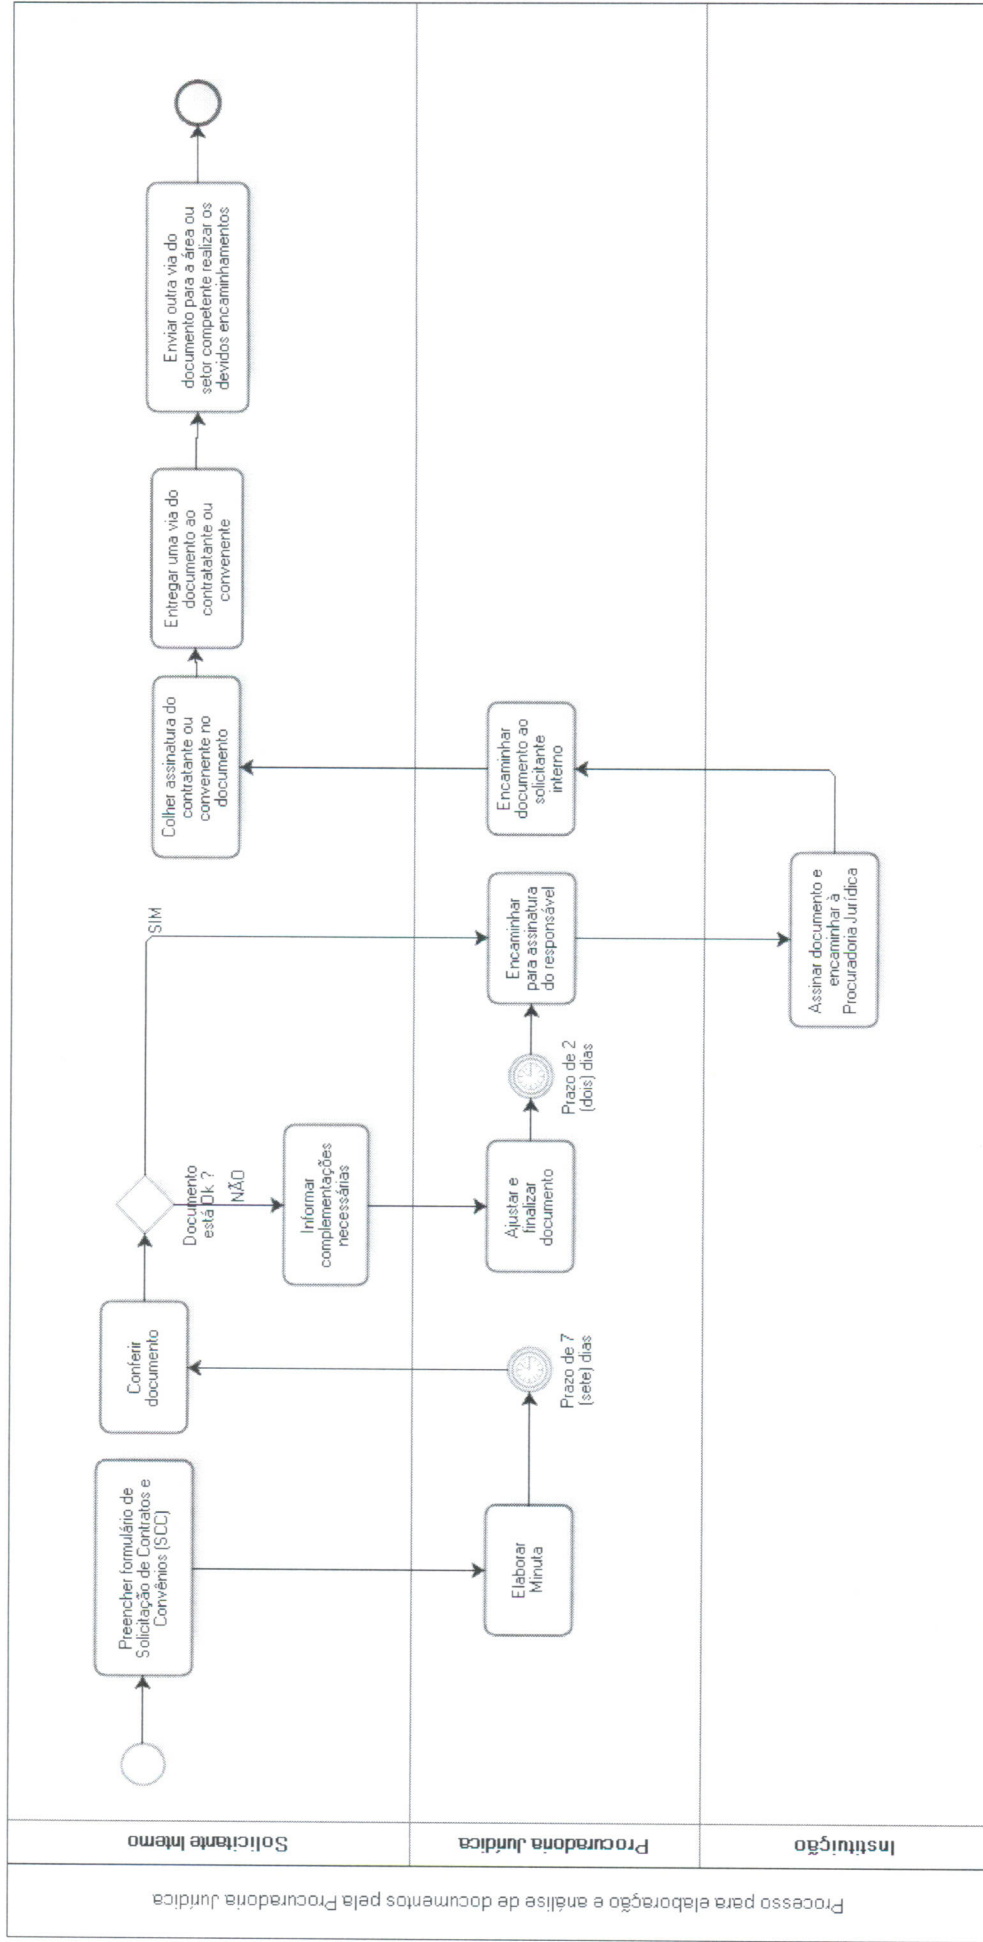 Processo para elaboração e análise de documentos pela Procuradoria Jurídica
Solicitante Interno
Preencher formulário de
Solicitação de Contratos e
Convênios (SCC)
Conferir
documento
Documento
está Ok ?
NÃO
SIM
Informar
complementações
necessárias
Colher assinatura do
contratante ou
convenente no
documento
Entregar uma via do
documento ao
contratatante ou
convenente
Enviar outra via do
documento para a área ou
setor competente realizar os
devidos encaminhamentos
Procuradoria Jurídica
Elaborar
Minuta
Prazo de 7
(sete) dias
Ajustar e
finalizar
documento
Prazo de 2
(dois) dias
Encaminhar
para assinatura
do responsável
Encaminhar
documento ao
solicitante
interno
Instituição
Assinar documento e
encaminhar à
Procuradoria Jurídica